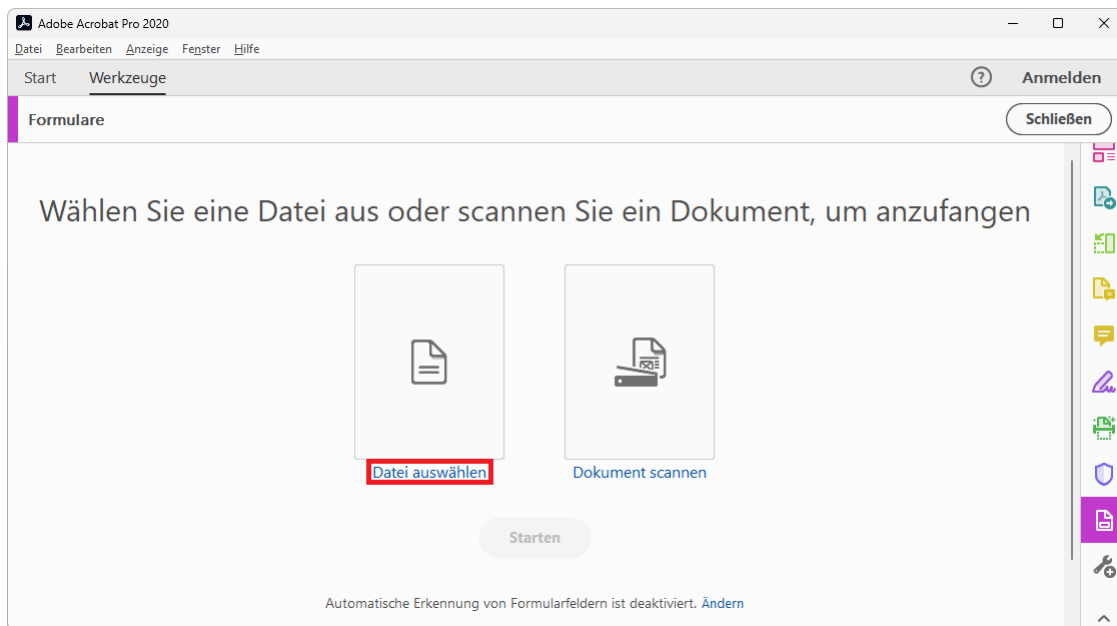 Adobe Acrobat Pro 2020
Datei Bearbeiten Anzeige Fenster Hilfe
Start Werkzeuge ? Anmelden
Formulare Schließen
Wählen Sie eine Datei aus oder scannen Sie ein Dokument, um anzufangen
Datei auswählen Dokument scannen
Starten
Automatische Erkennung von Formularfeldern ist deaktiviert. Ändern